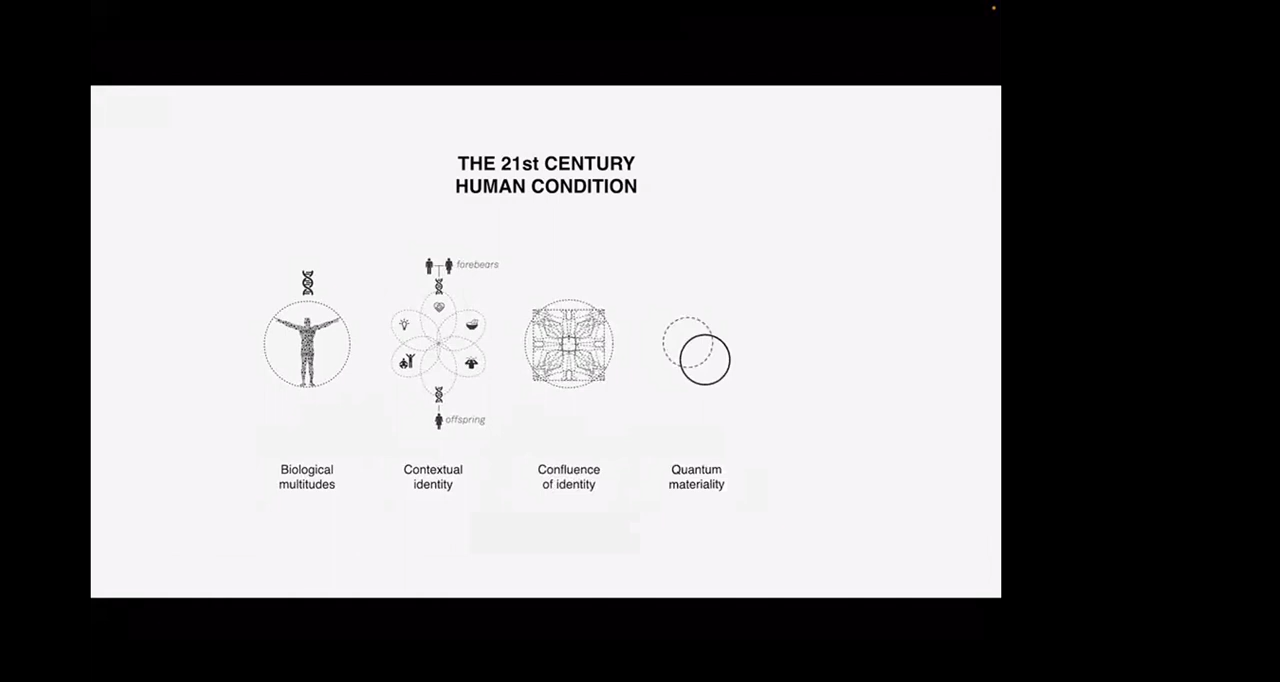 THE 21st CENTURY
HUMAN CONDITION
forebears
offspring
Biological
multitudes
Contextual
identity
Confluence
of identity
Quantum
materiality